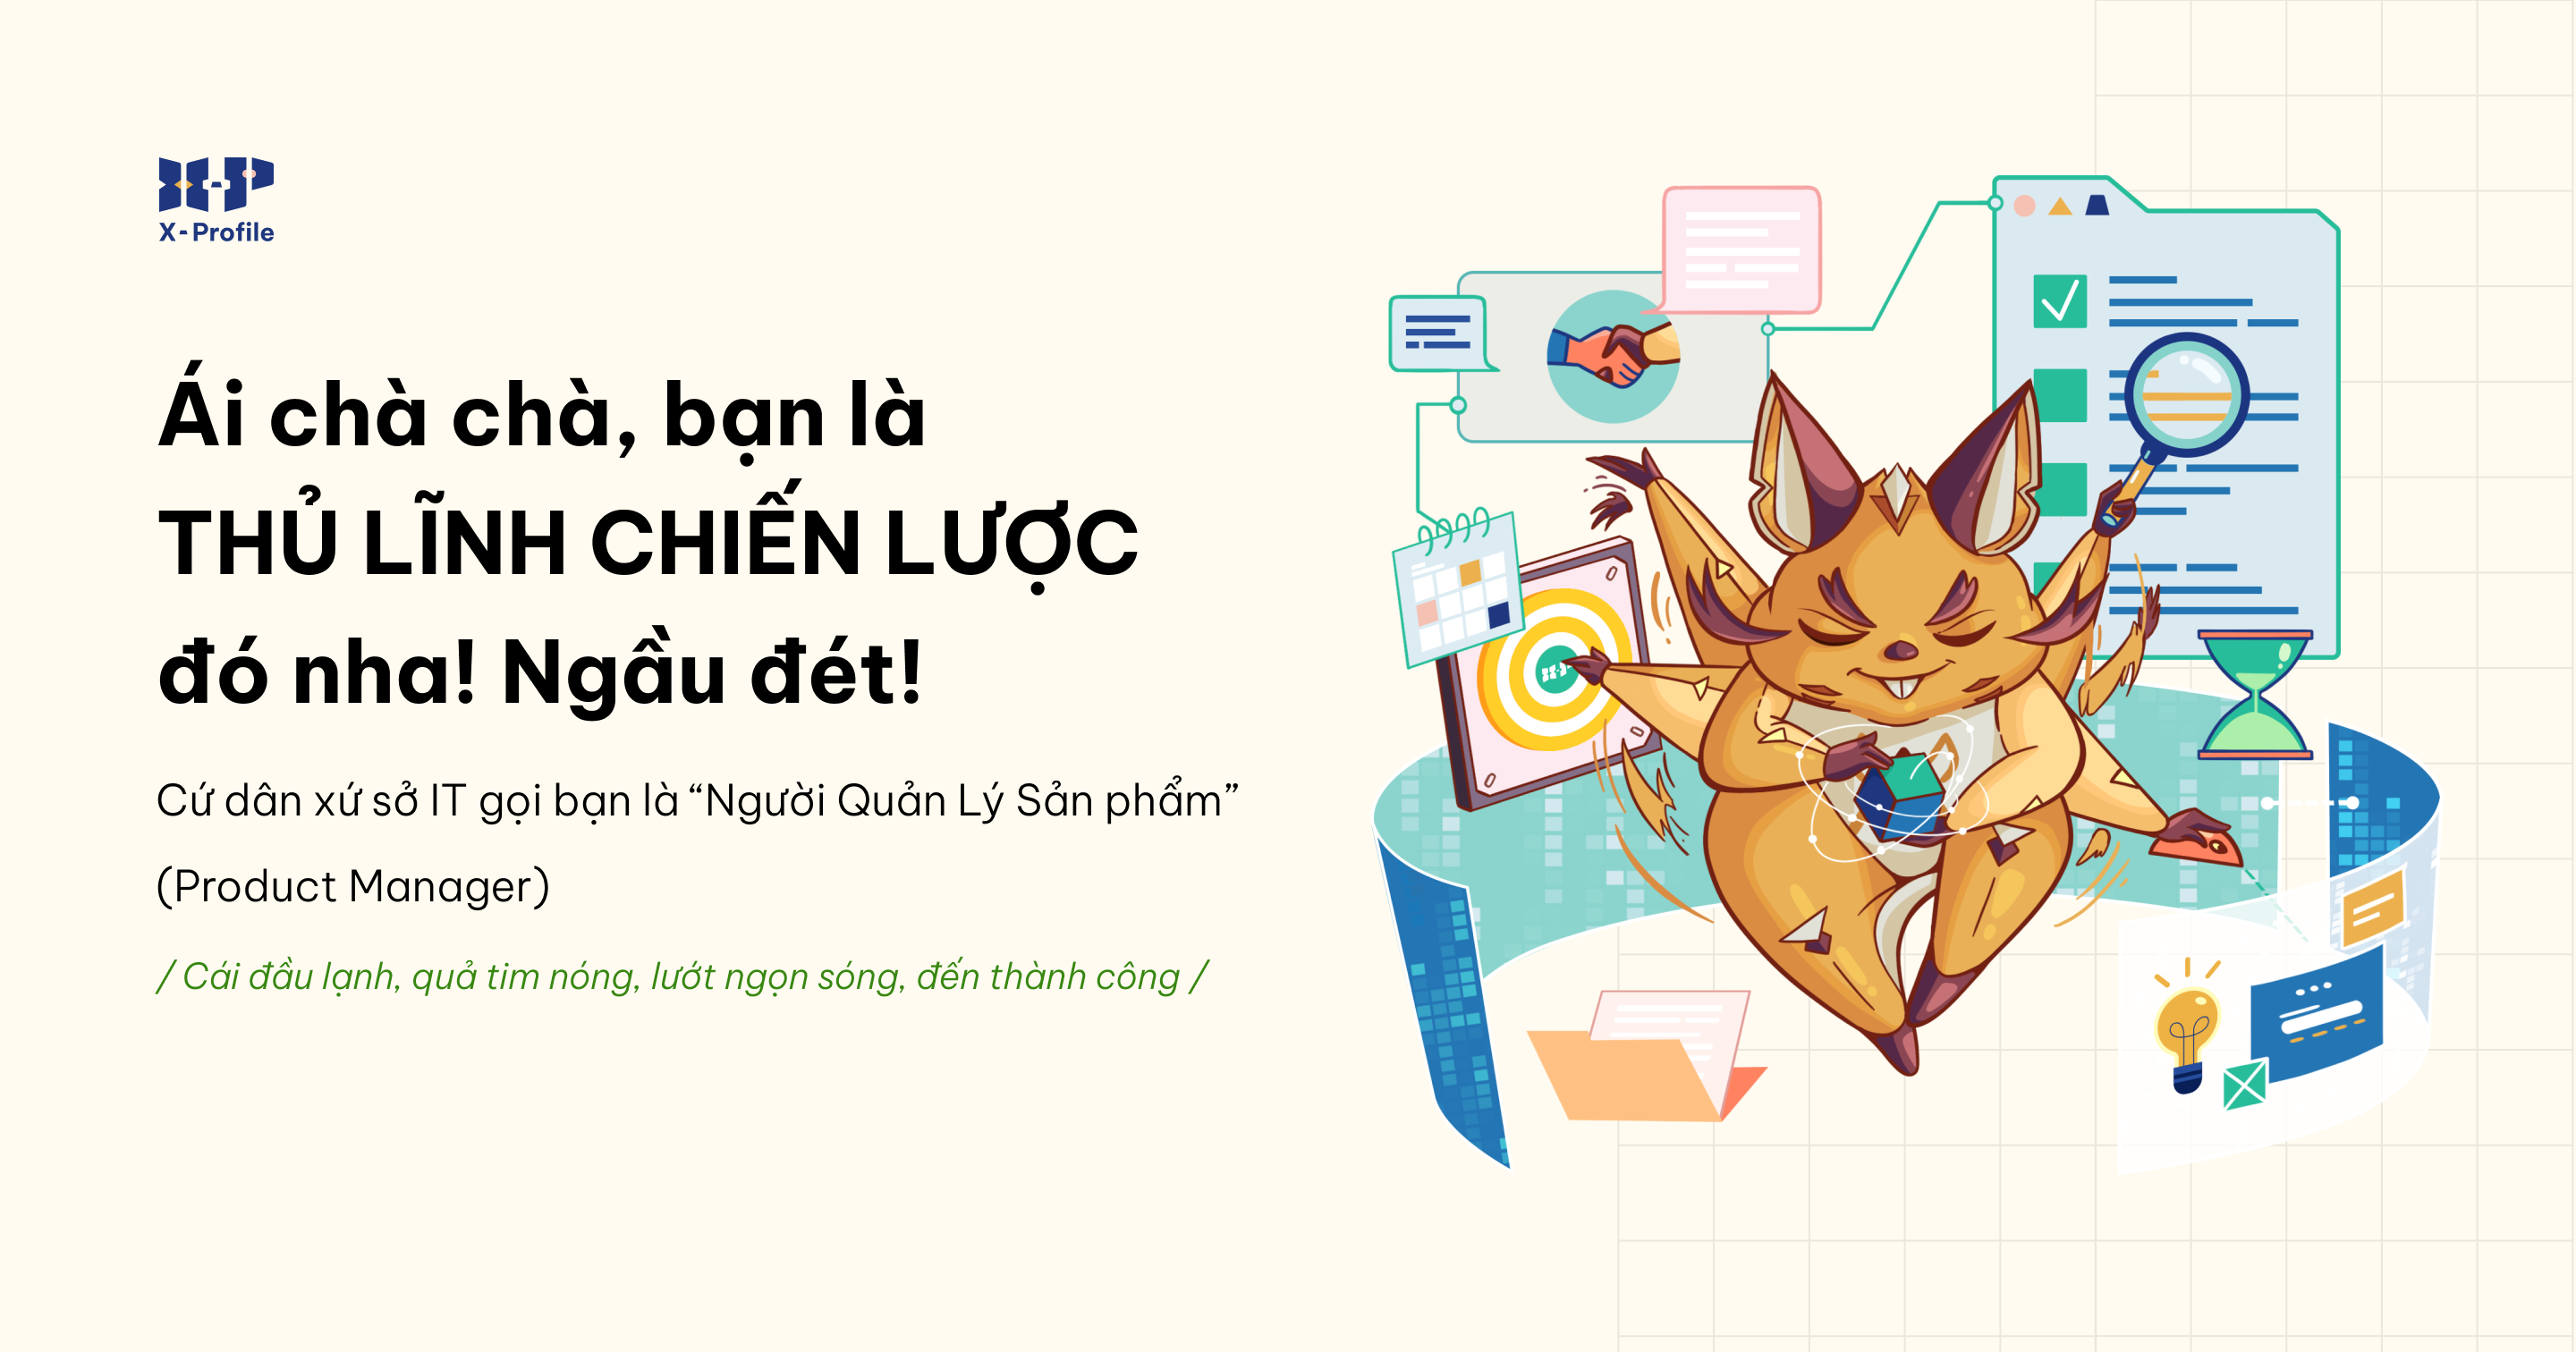 X-P
X-Profile
Ái chà chà, bạn là
THỦ LĨNH CHIẾN LƯỢC
đó nha! Ngầu đét!
Cứ dân xứ sở IT gọi bạn là “Người Quản Lý Sản phẩm”
(Product Manager)
/ Cái đầu lạnh, quả tim nóng, lướt ngọn sóng, đến thành công /
X-P